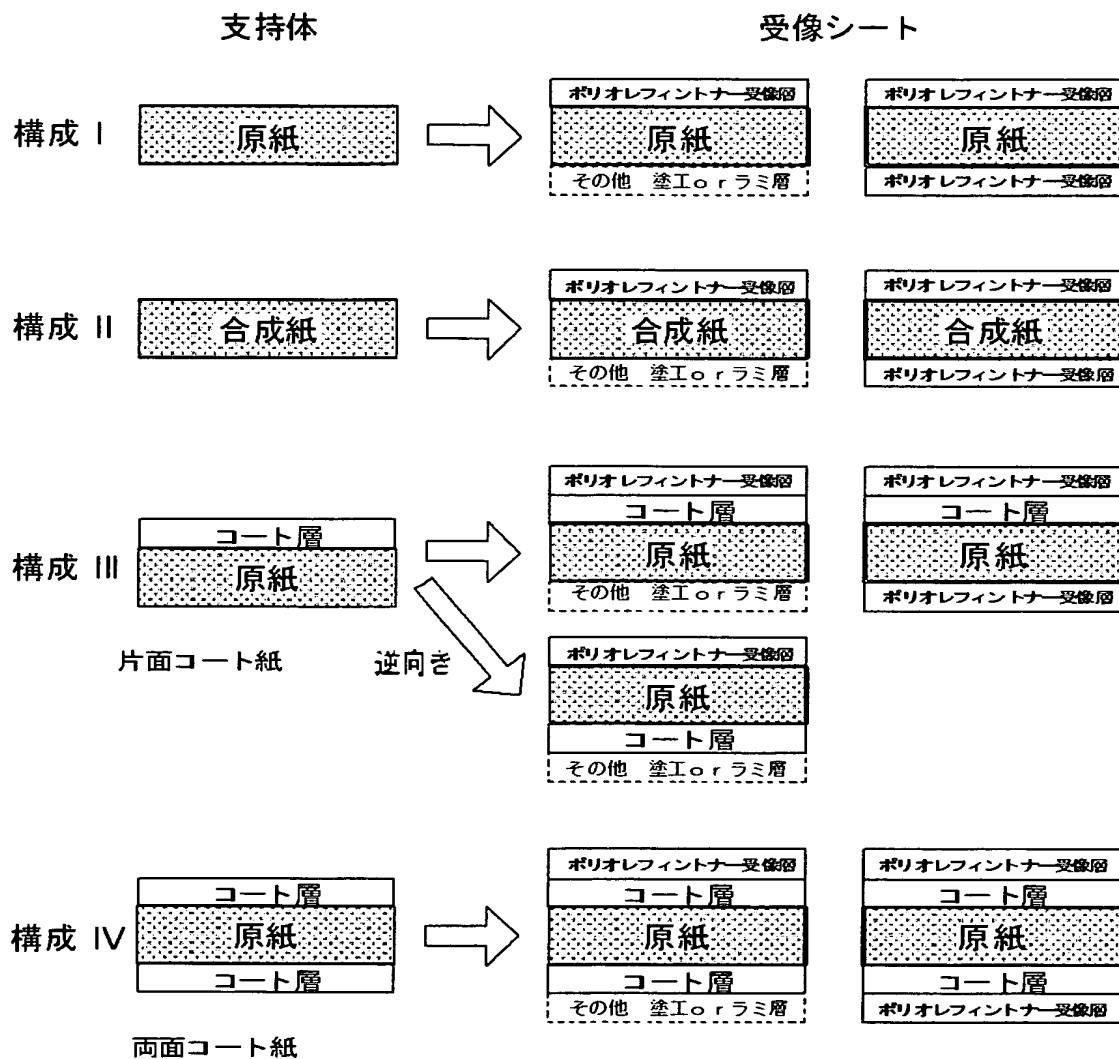 支持体
受像シート
構成 I
原紙
ポリオレフィントナー受像層
原紙
その他 塗工orラミ層
ポリオレフィントナー受像層
原紙
ポリオレフィントナー受像層
構成 II
合成紙
ポリオレフィントナー受像層
合成紙
その他 塗工orラミ層
ポリオレフィントナー受像層
合成紙
ポリオレフィントナー受像層
構成 III
コート層
原紙
片面コート紙
逆向き
ポリオレフィントナー受像層
コート層
原紙
その他 塗工orラミ層
ポリオレフィントナー受像層
コート層
原紙
ポリオレフィントナー受像層
ポリオレフィントナー受像層
原紙
コート層
その他 塗工orラミ層
構成 IV
コート層
原紙
コート層
両面コート紙
ポリオレフィントナー受像層
コート層
原紙
コート層
その他 塗工orラミ層
ポリオレフィントナー受像層
コート層
原紙
コート層
ポリオレフィントナー受像層